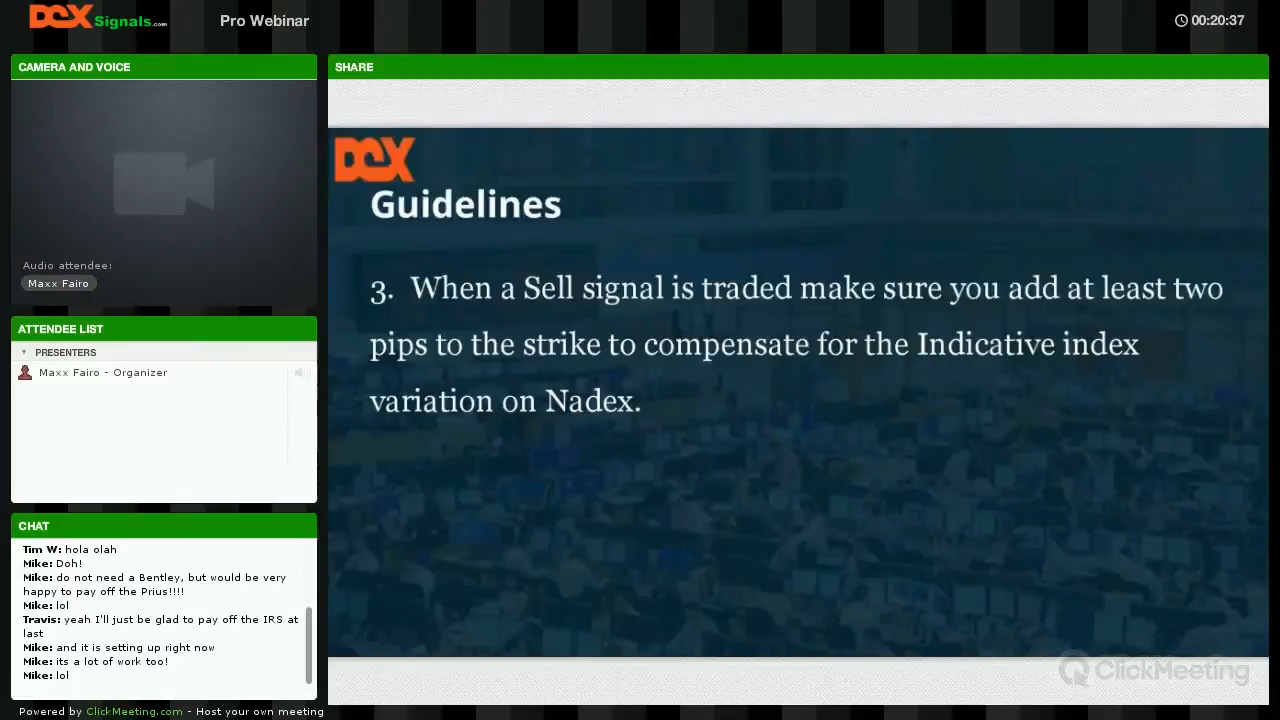 DCX Signals.com
Pro Webinar
00:20:37
CAMERA AND VOICE
Audio attendee:
Maxx Fairo
ATTENDEE LIST
PRESENTERS
Maxx Fairo - Organizer
CHAT
Tim W: hola olah
Mike: Doh!
Mike: do not need a Bentley, but would be very
happy to pay off the Prius!!!!
Mike: lol
Travis: yeah I'll just be glad to pay off the IRS at
last
Mike: and it is setting up right now
Mike: its a lot of work too!
Mike: lol
Powered by ClickMeeting.com - Host your own meeting
SHARE
DCX
Guidelines
3. When a Sell signal is traded make sure you add at least two
pips to the strike to compensate for the Indicative index
variation on Nadex.
ClickMeeting